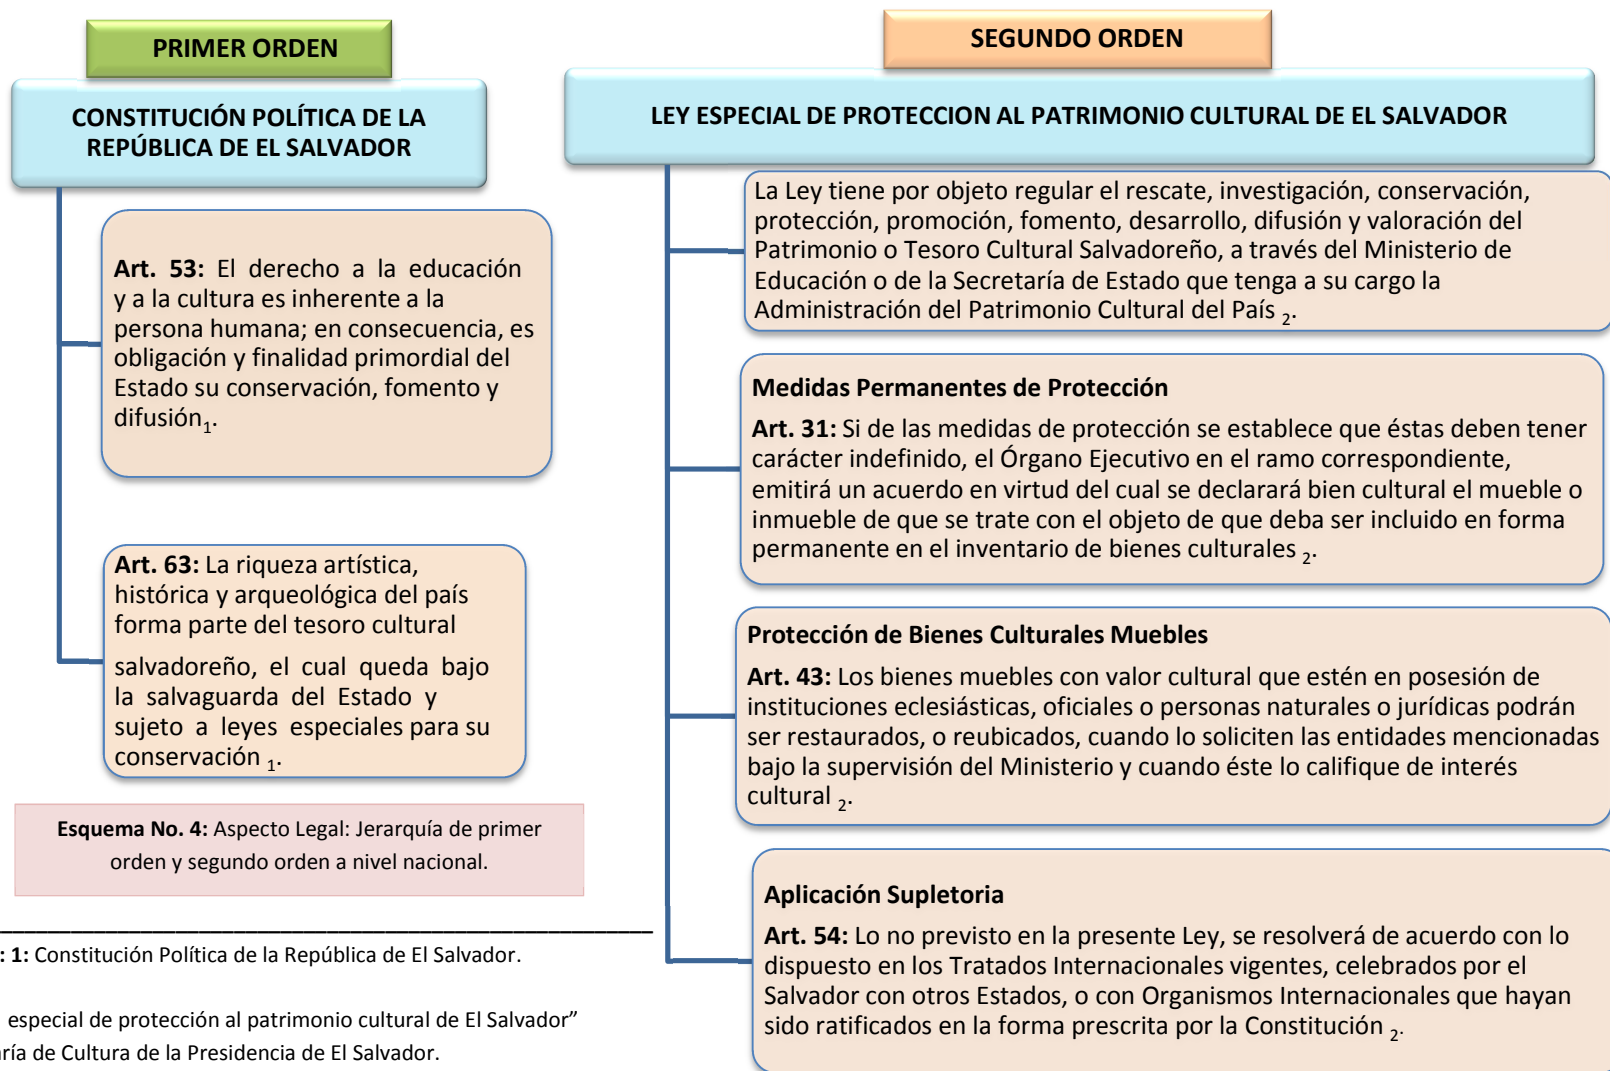 PRIMER ORDEN
CONSTITUCIÓN POLÍTICA DE LA
REPÚBLICA DE EL SALVADOR
Art. 53: El derecho a la educación
y a la cultura es inherente a la
persona humana; en consecuencia, es
obligación y finalidad primordial del
Estado su conservación, fomento y
difusión1.
Art. 63: La riqueza artística,
histórica y arqueológica del país
forma parte del tesoro cultural
salvadoreño, el cual queda bajo
la salvaguarda del Estado y
sujeto a leyes especiales para su
conservación 1.
Esquema No. 4: Aspecto Legal: Jerarquía de primer
orden y segundo orden a nivel nacional.
: 1: Constitución Política de la República de El Salvador.
especial de protección al patrimonio cultural de El Salvador”
aría de Cultura de la Presidencia de El Salvador.
SEGUNDO ORDEN
LEY ESPECIAL DE PROTECCION AL PATRIMONIO CULTURAL DE EL SALVADOR
La Ley tiene por objeto regular el rescate, investigación, conservación,
protección, promoción, fomento, desarrollo, difusión y valoración del
Patrimonio o Tesoro Cultural Salvadoreño, a través del Ministerio de
Educación o de la Secretaría de Estado que tenga a su cargo la
Administración del Patrimonio Cultural del País 2.
Medidas Permanentes de Protección
Art. 31: Si de las medidas de protección se establece que éstas deben tener
carácter indefinido, el Órgano Ejecutivo en el ramo correspondiente,
emitirá un acuerdo en virtud del cual se declarará bien cultural el mueble o
inmueble de que se trate con el objeto de que deba ser incluido en forma
permanente en el inventario de bienes culturales 2.
Protección de Bienes Culturales Muebles
Art. 43: Los bienes muebles con valor cultural que estén en posesión de
instituciones eclesiásticas, oficiales o personas naturales o jurídicas podrán
ser restaurados, o reubicados, cuando lo soliciten las entidades mencionadas
bajo la supervisión del Ministerio y cuando éste lo califique de interés
cultural 2.
Aplicación Supletoria
Art. 54: Lo no previsto en la presente Ley, se resolverá de acuerdo con lo
dispuesto en los Tratados Internacionales vigentes, celebrados por el
Salvador con otros Estados, o con Organismos Internacionales que hayan
sido ratificados en la forma prescrita por la Constitución 2.